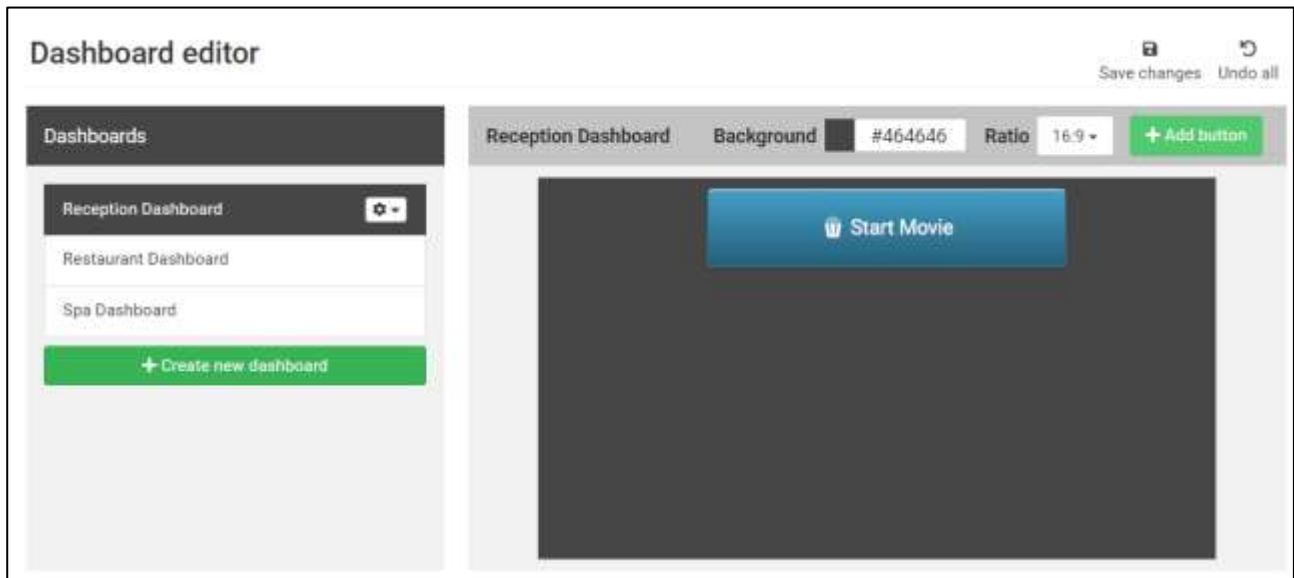 Dashboard editor
Save changes
Undo all
Dashboards
Reception Dashboard
Restaurant Dashboard
Spa Dashboard
+ Create new dashboard
Reception Dashboard Background #464646 Ratio 16:9 + Add button
Start Movie